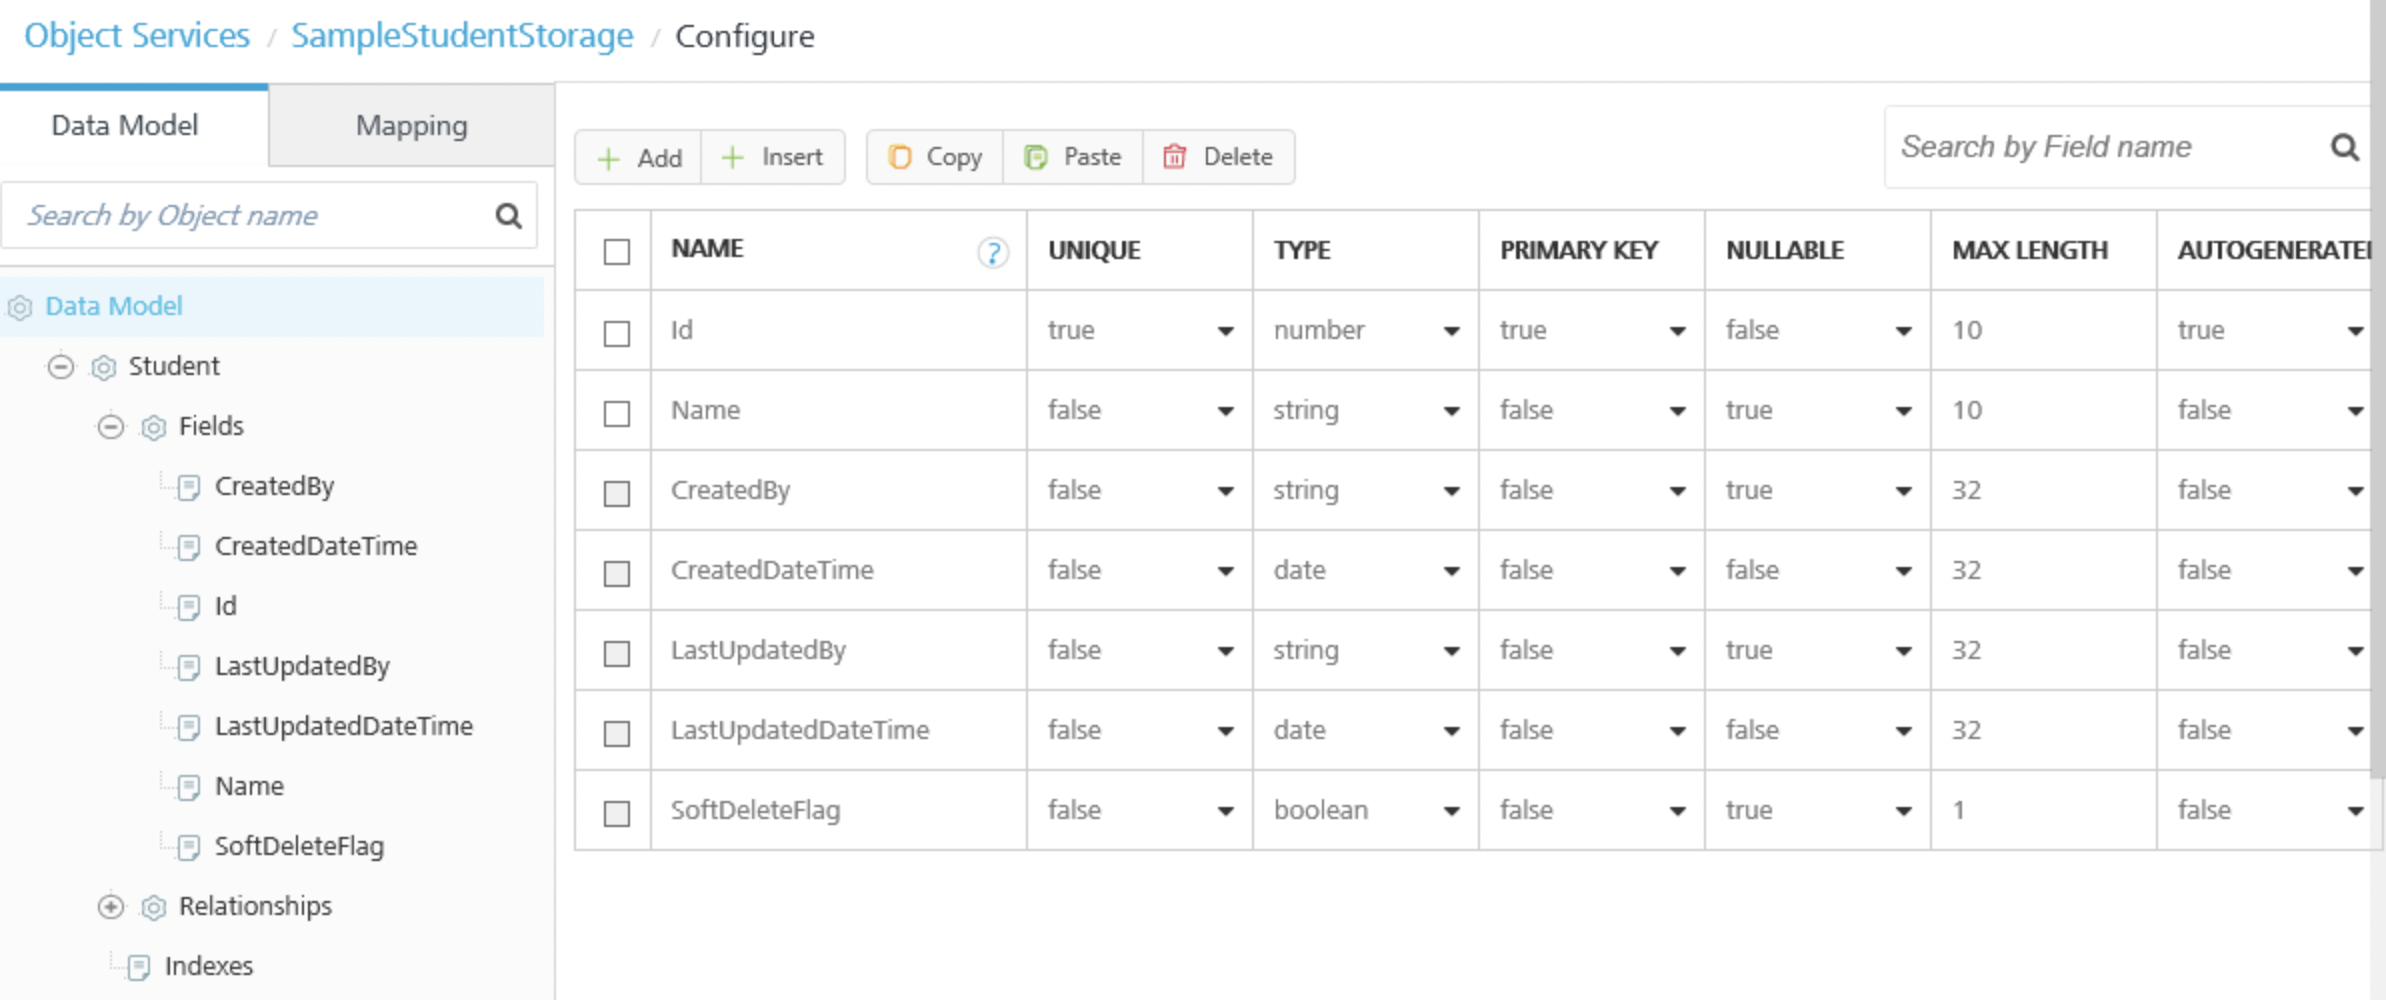 Object Services / SampleStudentStorage / Configure
Data Model
Mapping
Search by Object name
Data Model
Student
Fields
CreatedBy
CreatedDateTime
Id
LastUpdatedBy
LastUpdatedDateTime
Name
SoftDeleteFlag
Relationships
Indexes
+ Add + Insert Copy Paste Delete
Search by Field name
NAME ? UNIQUE TYPE PRIMARY KEY NULLABLE MAX LENGTH AUTOGENERATE
Id true number true false 10 true
Name false string false true 10 false
CreatedBy false string false true 32 false
CreatedDateTime false date false false 32 false
LastUpdatedBy false string false true 32 false
LastUpdatedDateTime false date false false 32 false
SoftDeleteFlag false boolean false true 1 false